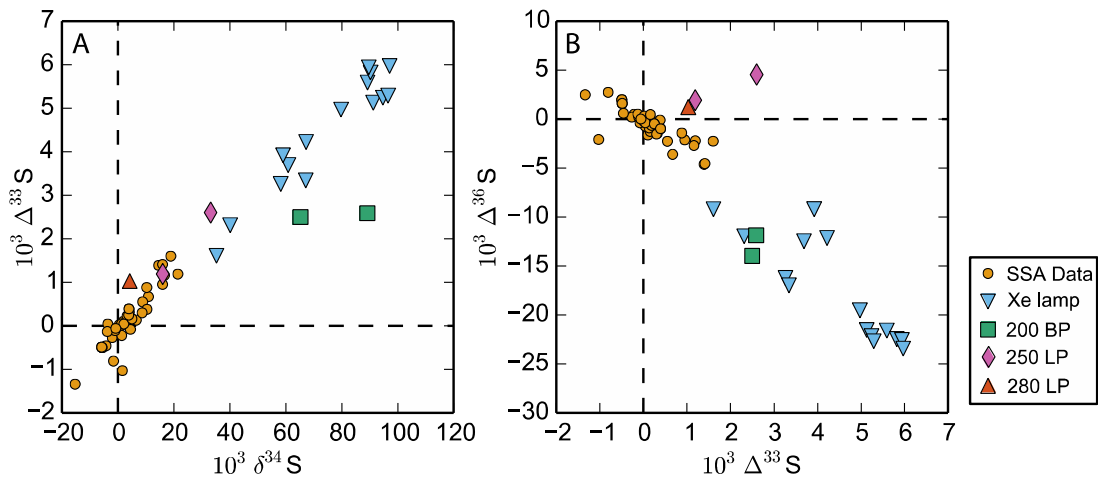 A
7
6
5
4
3
2
1
0
−1
−2
10³ Δ³³S
−20 0 20 40 60 80 100 120
10³ δ³⁴S
B
10
5
0
−5
−10
−15
−20
−25
−30
10³ Δ³⁶S
−2 −1 0 1 2 3 4 5 6 7
10³ Δ³³S
SSA Data
Xe lamp
200 BP
250 LP
280 LP